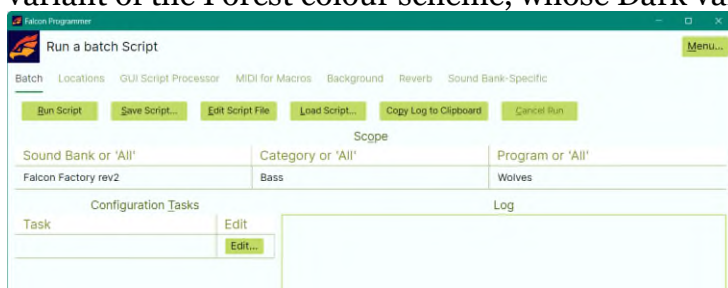 variant of the Forest colour scheme, whose Dark va
Falcon Programmer
Run a batch Script
Menu...
Batch Locations GUI Script Processor MIDI for Macros Background Reverb Sound Bank-Specific
Run Script Save Script... Edit Script File Load Script... Copy Log to Clipboard Cancel Run
Scope
Sound Bank or 'All' Category or 'All' Program or 'All'
Falcon Factory rev2 Bass Wolves
Configuration Tasks Log
Task Edit
Edit...